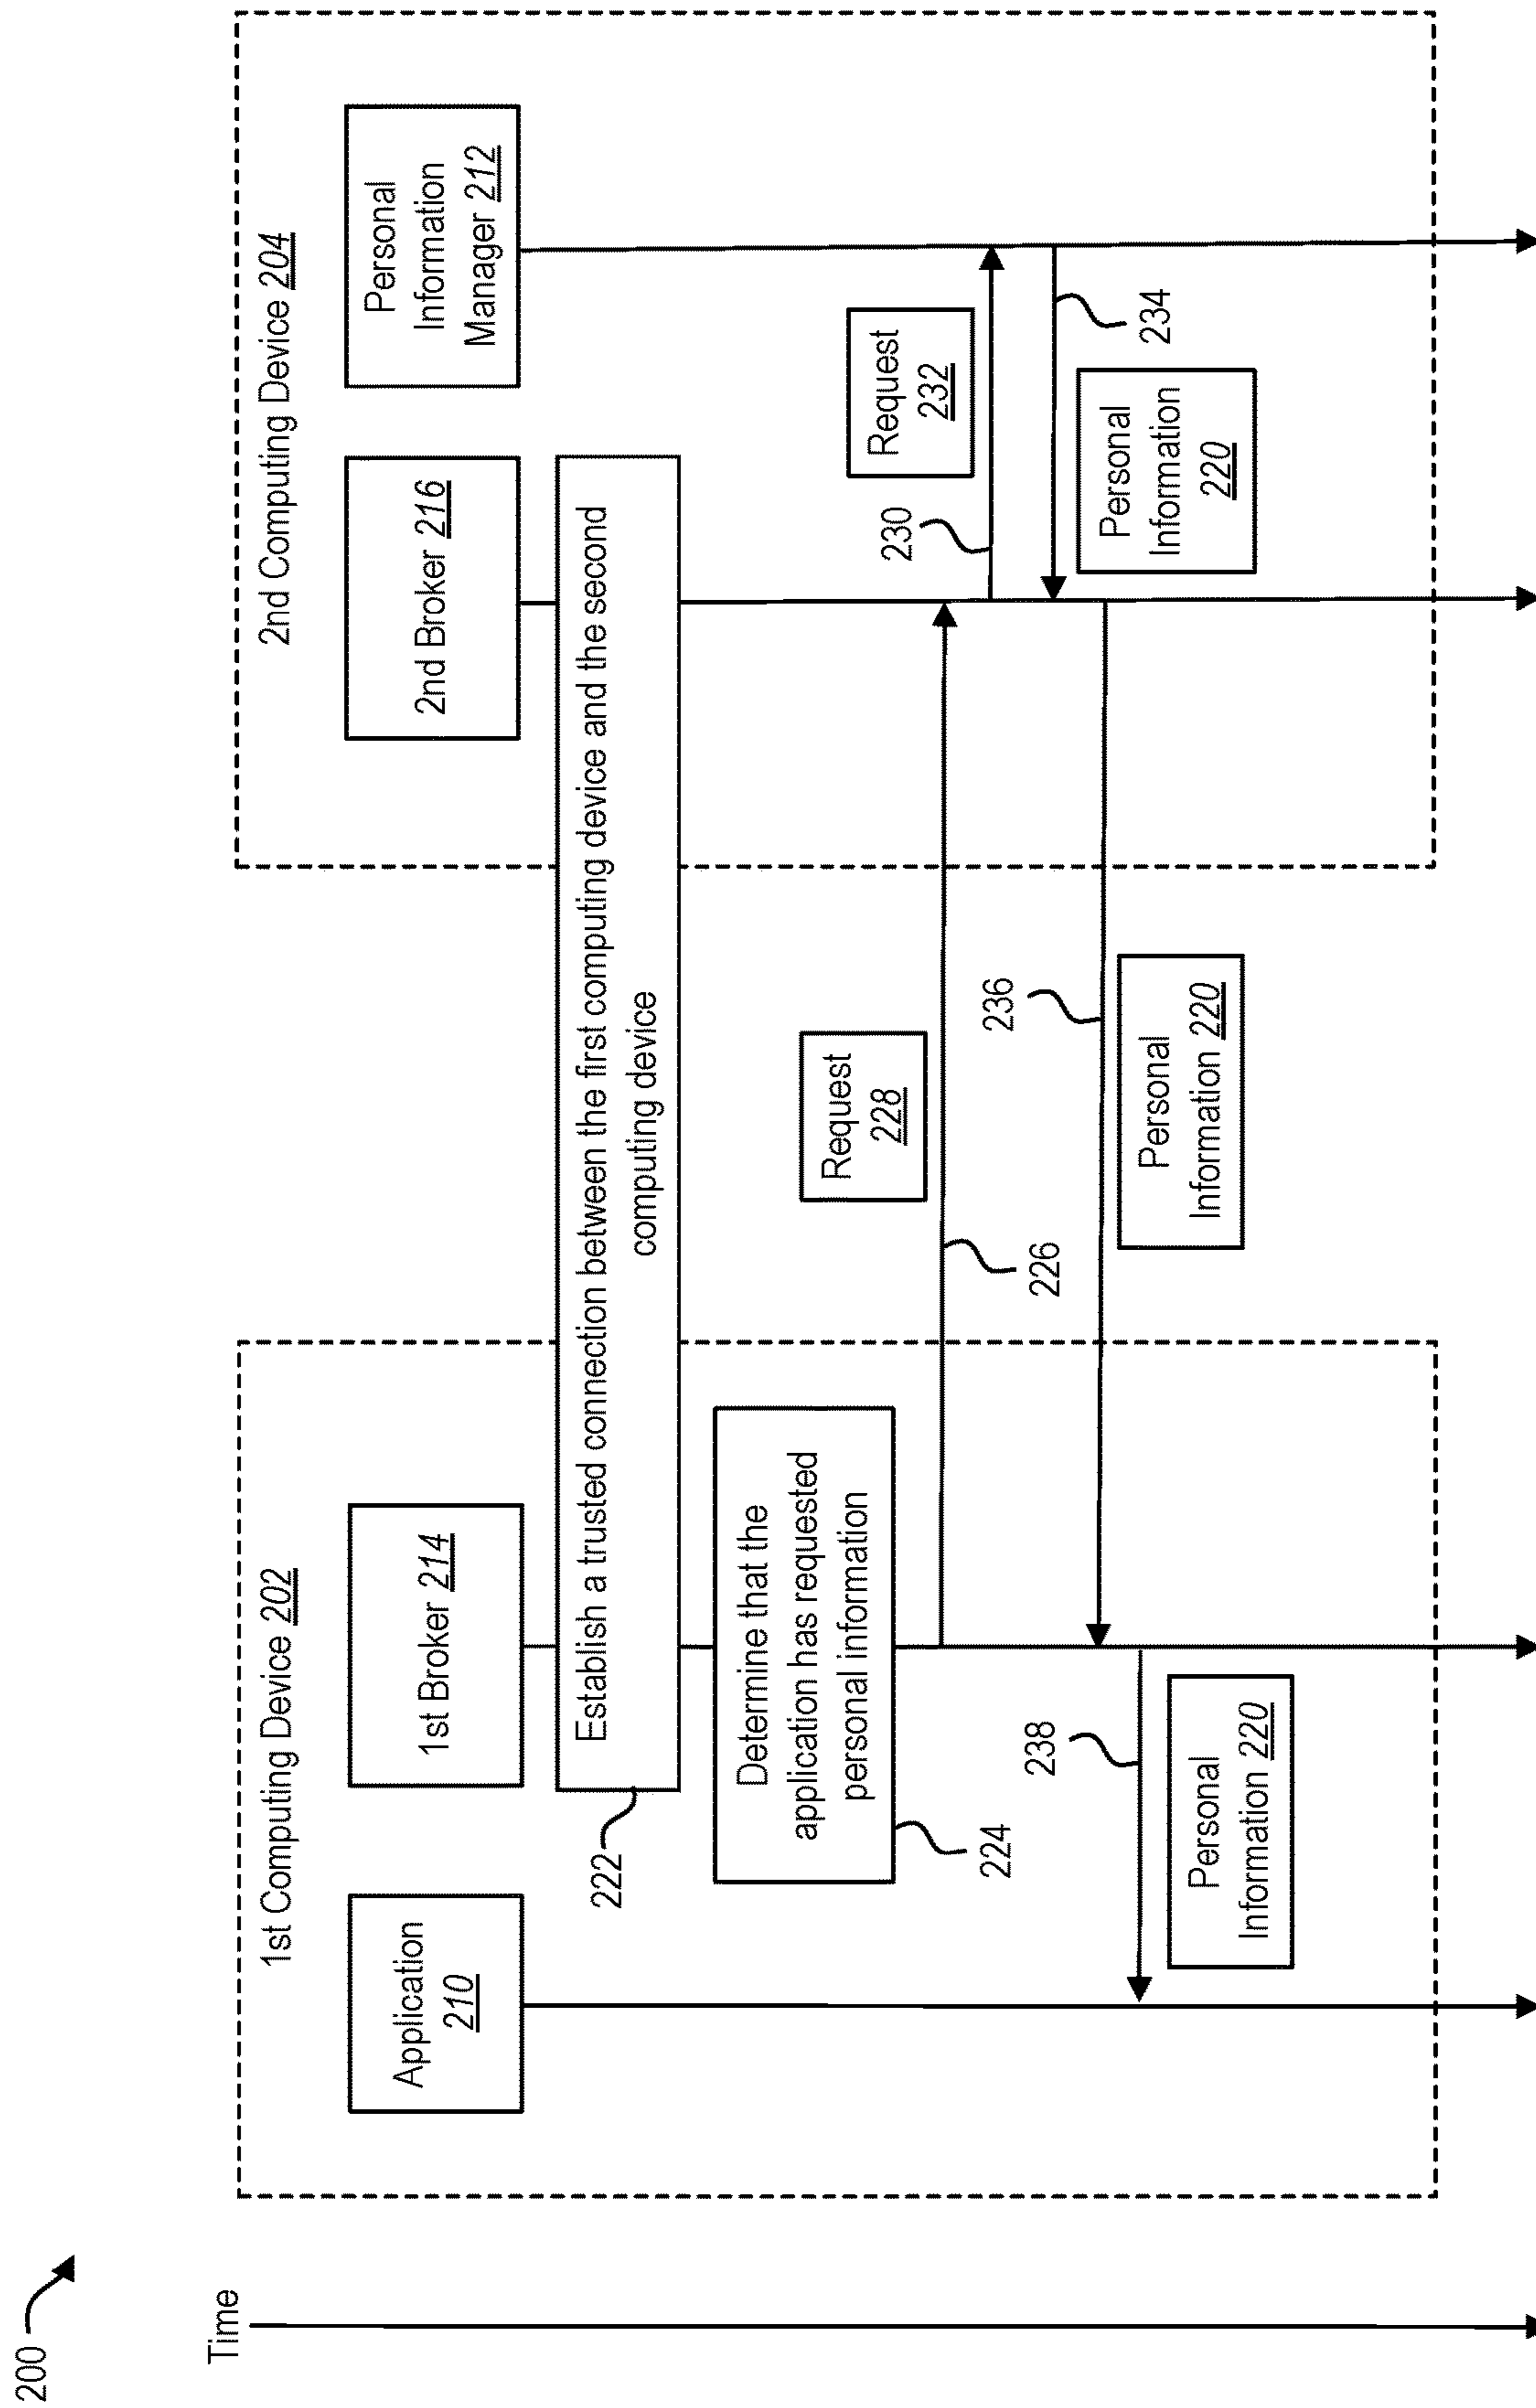 200
Time
1st Computing Device 202
2nd Computing Device 204
Application
210
1st Broker 214
2nd Broker 216
Personal
Information
Manager 212
Establish a trusted connection between the first computing device and the second
computing device
222
Determine that the
application has requested
personal information
224
Request
228
226
Request
232
230
234
Personal
Information
220
236
Personal
Information 220
238
Personal
Information 220